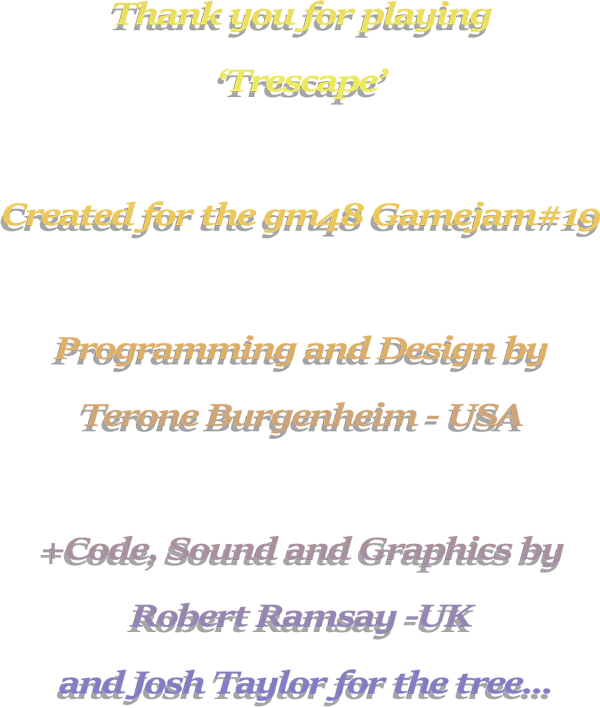 Thank you for playing
‘Trescape’
Created for the gm48 Gamejam#19
Programming and Design by
Terone Burgenheim - USA
+Code, Sound and Graphics by
Robert Ramsay -UK
and Josh Taylor for the tree...